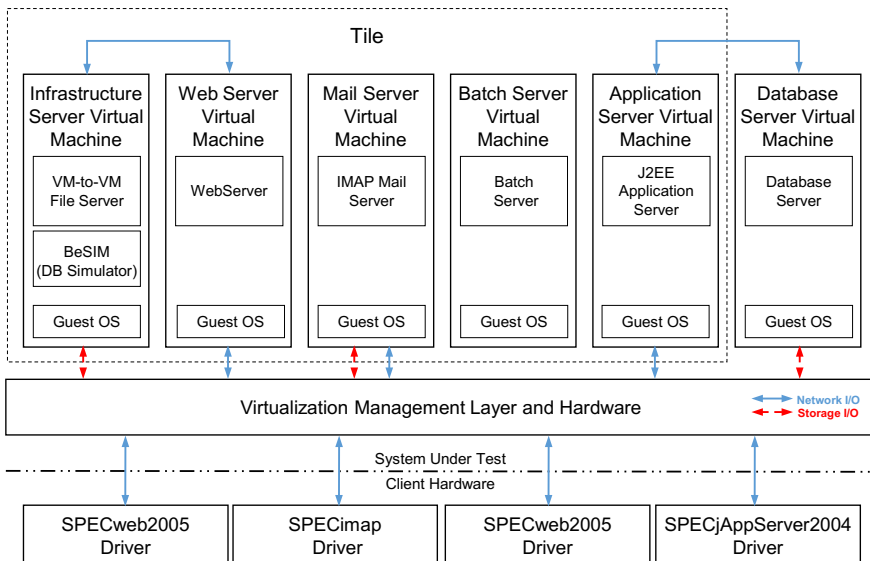 Tile
Infrastructure
Server Virtual
Machine
VM-to-VM
File Server
BeSIM
(DB Simulator)
Guest OS
Web Server
Virtual
Machine
WebServer
Guest OS
Mail Server
Virtual
Machine
IMAP Mail
Server
Guest OS
Batch Server
Virtual
Machine
Batch
Server
Guest OS
Application
Server Virtual
Machine
J2EE
Application
Server
Guest OS
Database
Server Virtual
Machine
Database
Server
Guest OS
Virtualization Management Layer and Hardware
Network I/O
Storage I/O
System Under Test
Client Hardware
SPECweb2005
Driver
SPECimap
Driver
SPECweb2005
Driver
SPECjAppServer2004
Driver